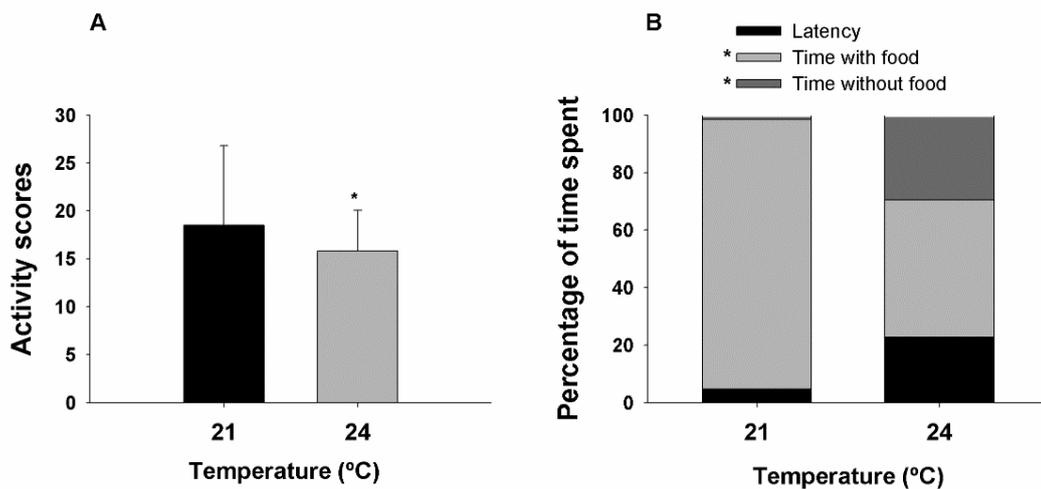 A
Activity scores
30
25
20
15
10
5
0
*
21 24
Temperature (ºC)
B
Latency
* Time with food
* Time without food
Percentage of time spent
100
80
60
40
20
0
21 24
Temperature (ºC)